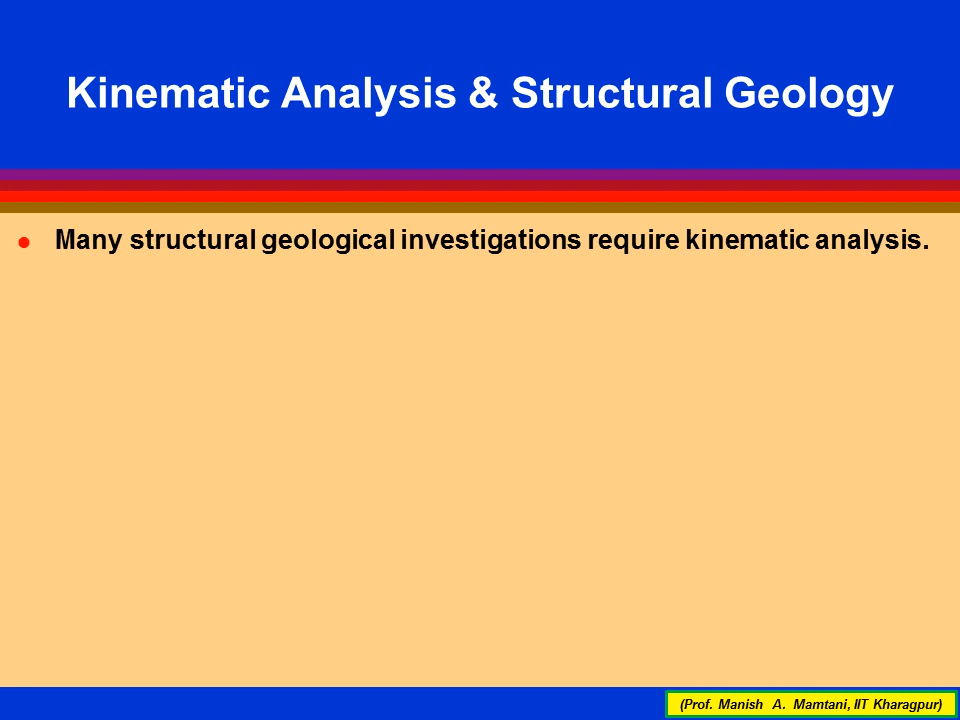 Kinematic Analysis & Structural Geology
Many structural geological investigations require kinematic analysis.
(Prof. Manish A. Mamtani, IIT Kharagpur)